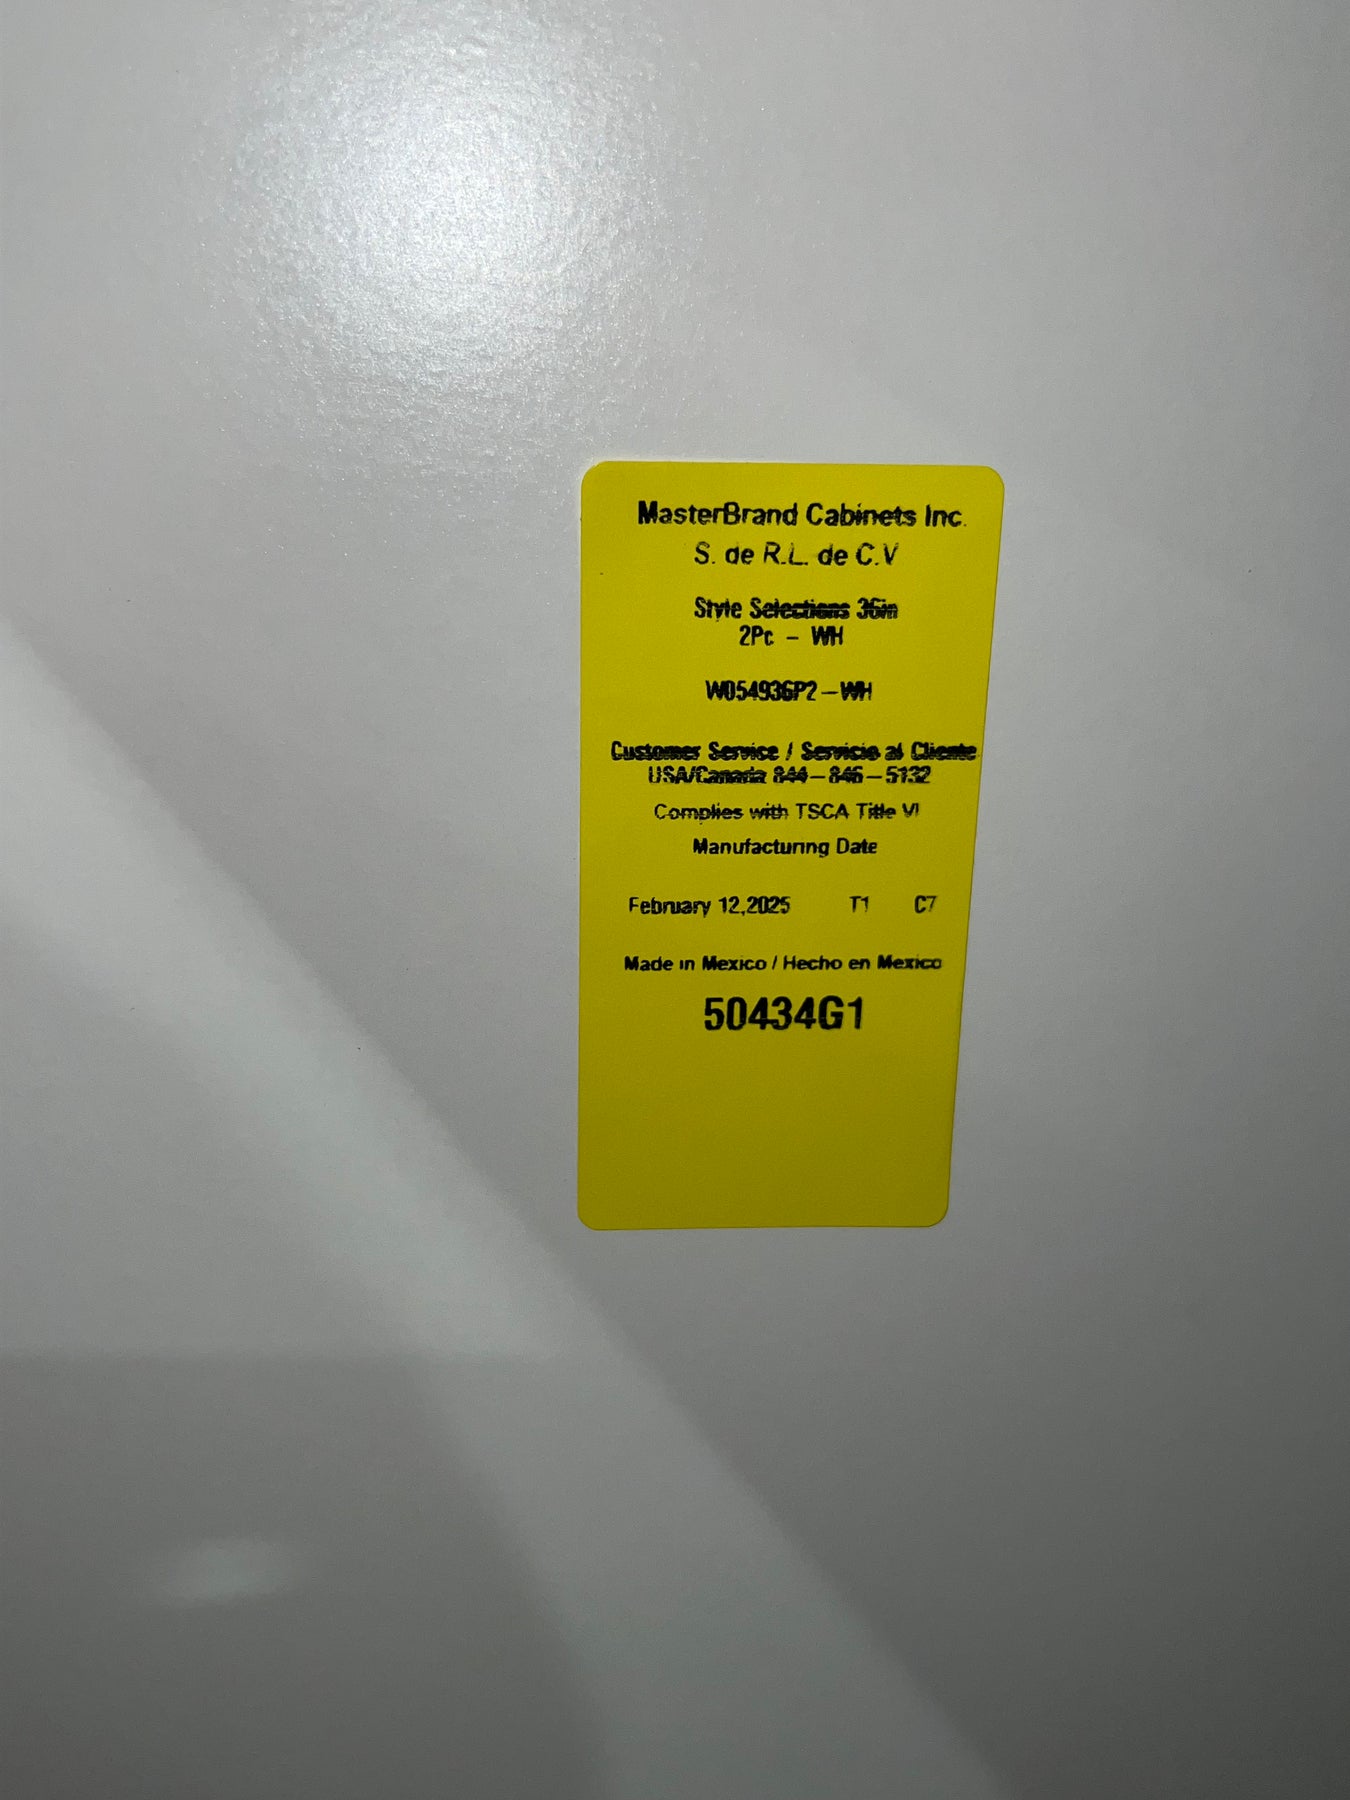 MasterBrand Cabinets Inc.
S. de R.L. de C.V
Style Selections 36in
2Pc - WH
W054936P2-WH
Customer Service / Servicio al Cliente
USA/Canada 844-846-5132
Complies with TSCA Title VI
Manufacturing Date
February 12,2025 T1 C7
Made in Mexico / Hecho en Mexico
50434G1